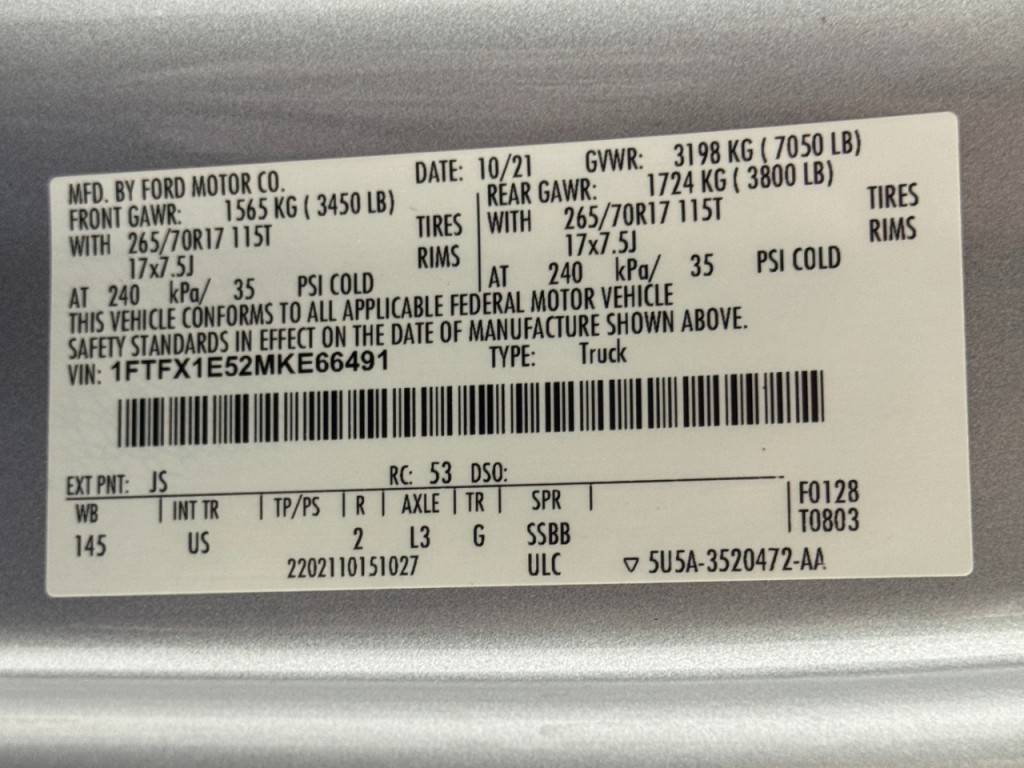 MFD. BY FORD MOTOR CO. DATE: 10/21 GVWR: 3198 KG ( 7050 LB)
FRONT GAWR: 1565 KG ( 3450 LB)
WITH 265/70R17 115T TIRES
17x7.5J RIMS
AT 240 kPa/ 35 PSI COLD
REAR GAWR: 1724 KG ( 3800 LB)
WITH 265/70R17 115T TIRES
17x7.5J RIMS
AT 240 kPa/ 35 PSI COLD
THIS VEHICLE CONFORMS TO ALL APPLICABLE FEDERAL MOTOR VEHICLE
SAFETY STANDARDS IN EFFECT ON THE DATE OF MANUFACTURE SHOWN ABOVE.
VIN: 1FTFX1E52MKE66491 TYPE: Truck
EXT PNT: JS RC: 53 DSO:
WB INT TR TP/PS R AXLE TR SPR F0128
145 US 2 L3 G SSBB T0803
2202110151027 ULC ▽ 5U5A-3520472-AA